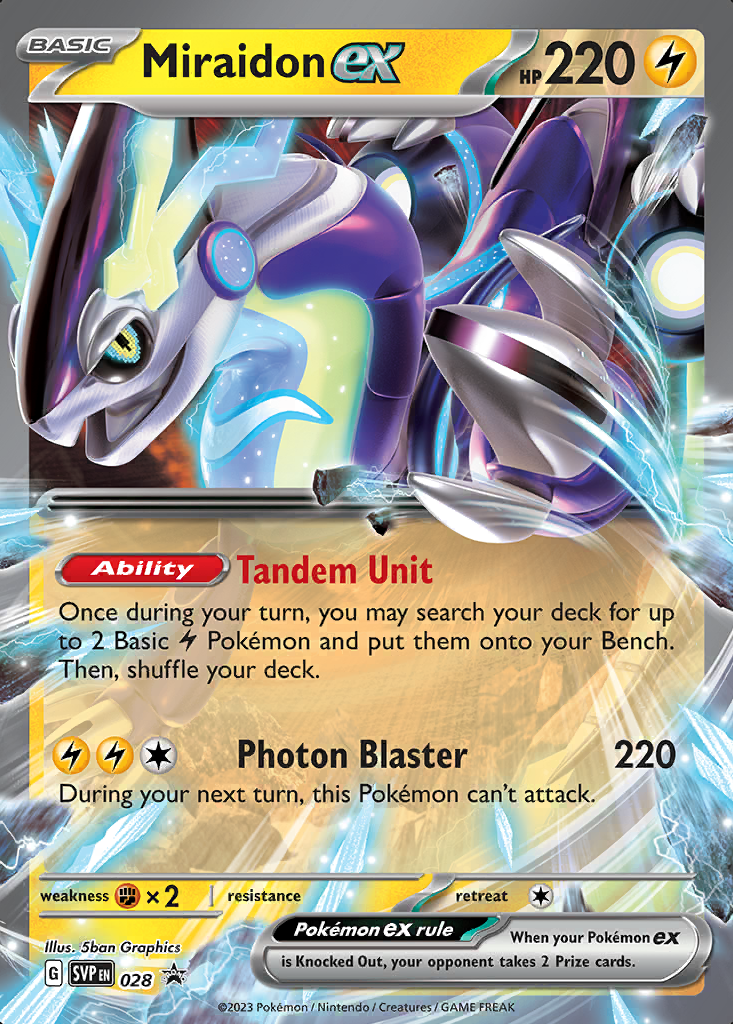 BASIC
Miraidon ex HP 220
Ability Tandem Unit
Once during your turn, you may search your deck for up
to 2 Basic Pokémon and put them onto your Bench.
Then, shuffle your deck.
Photon Blaster 220
During your next turn, this Pokémon can't attack.
weakness ×2 resistance retreat
Illus. 5ban Graphics
Pokémon ex rule When your Pokémon ex
is Knocked Out, your opponent takes 2 Prize cards.
G SVP EN 028
©2023 Pokémon / Nintendo / Creatures / GAME FREAK